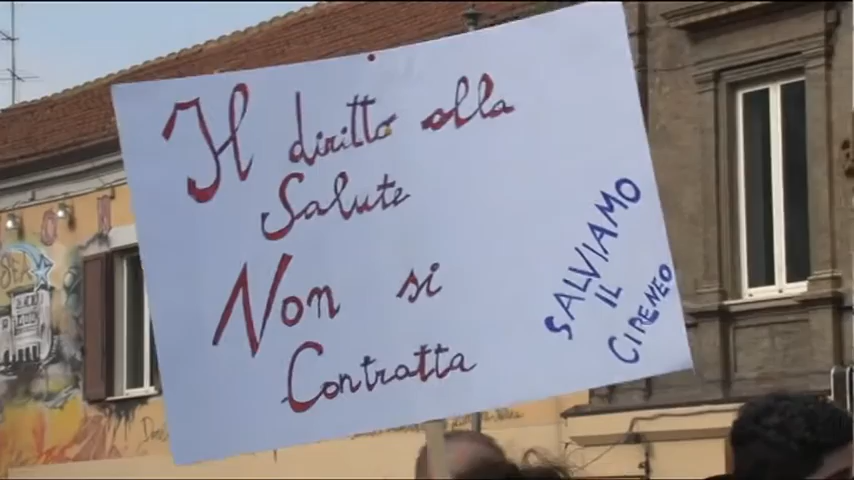 Il diritto alla
Salute
Non si
Contratta
SALVIAMO
IL
CIRENEO